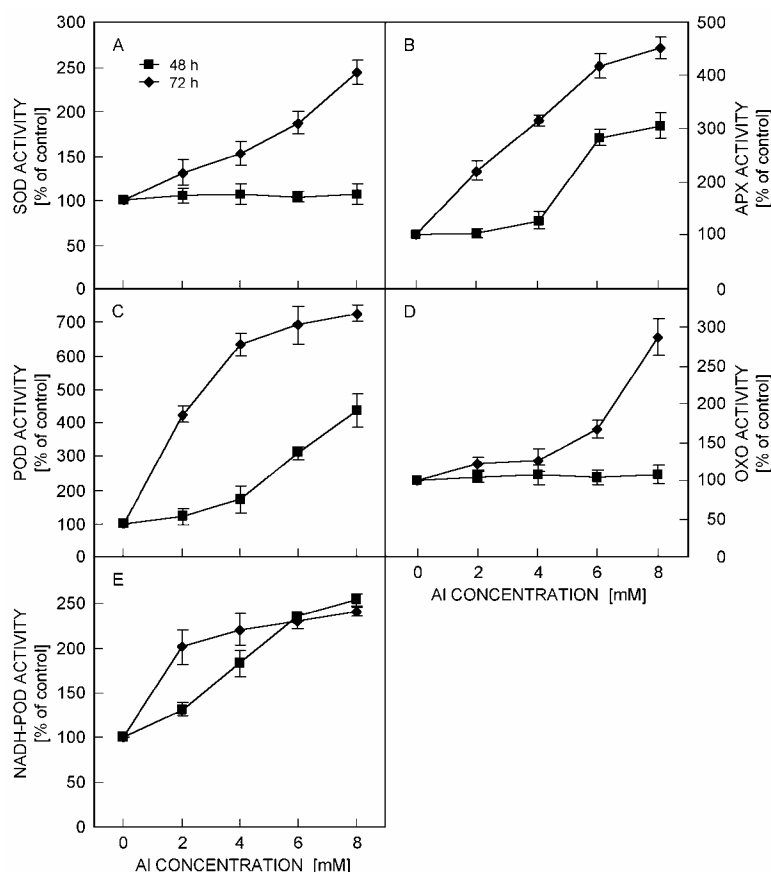 A
48 h
72 h
300
250
200
150
100
50
0
SOD ACTIVITY
[% of control]
B
500
400
300
200
100
0
APX ACTIVITY
[% of control]
C
700
600
500
400
300
200
100
0
POD ACTIVITY
[% of control]
D
300
250
200
150
100
50
0
OXO ACTIVITY
[% of control]
0 2 4 6 8
Al CONCENTRATION [mM]
E
250
200
150
100
50
0
NADH-POD ACTIVITY
[% of control]
0 2 4 6 8
Al CONCENTRATION [mM]